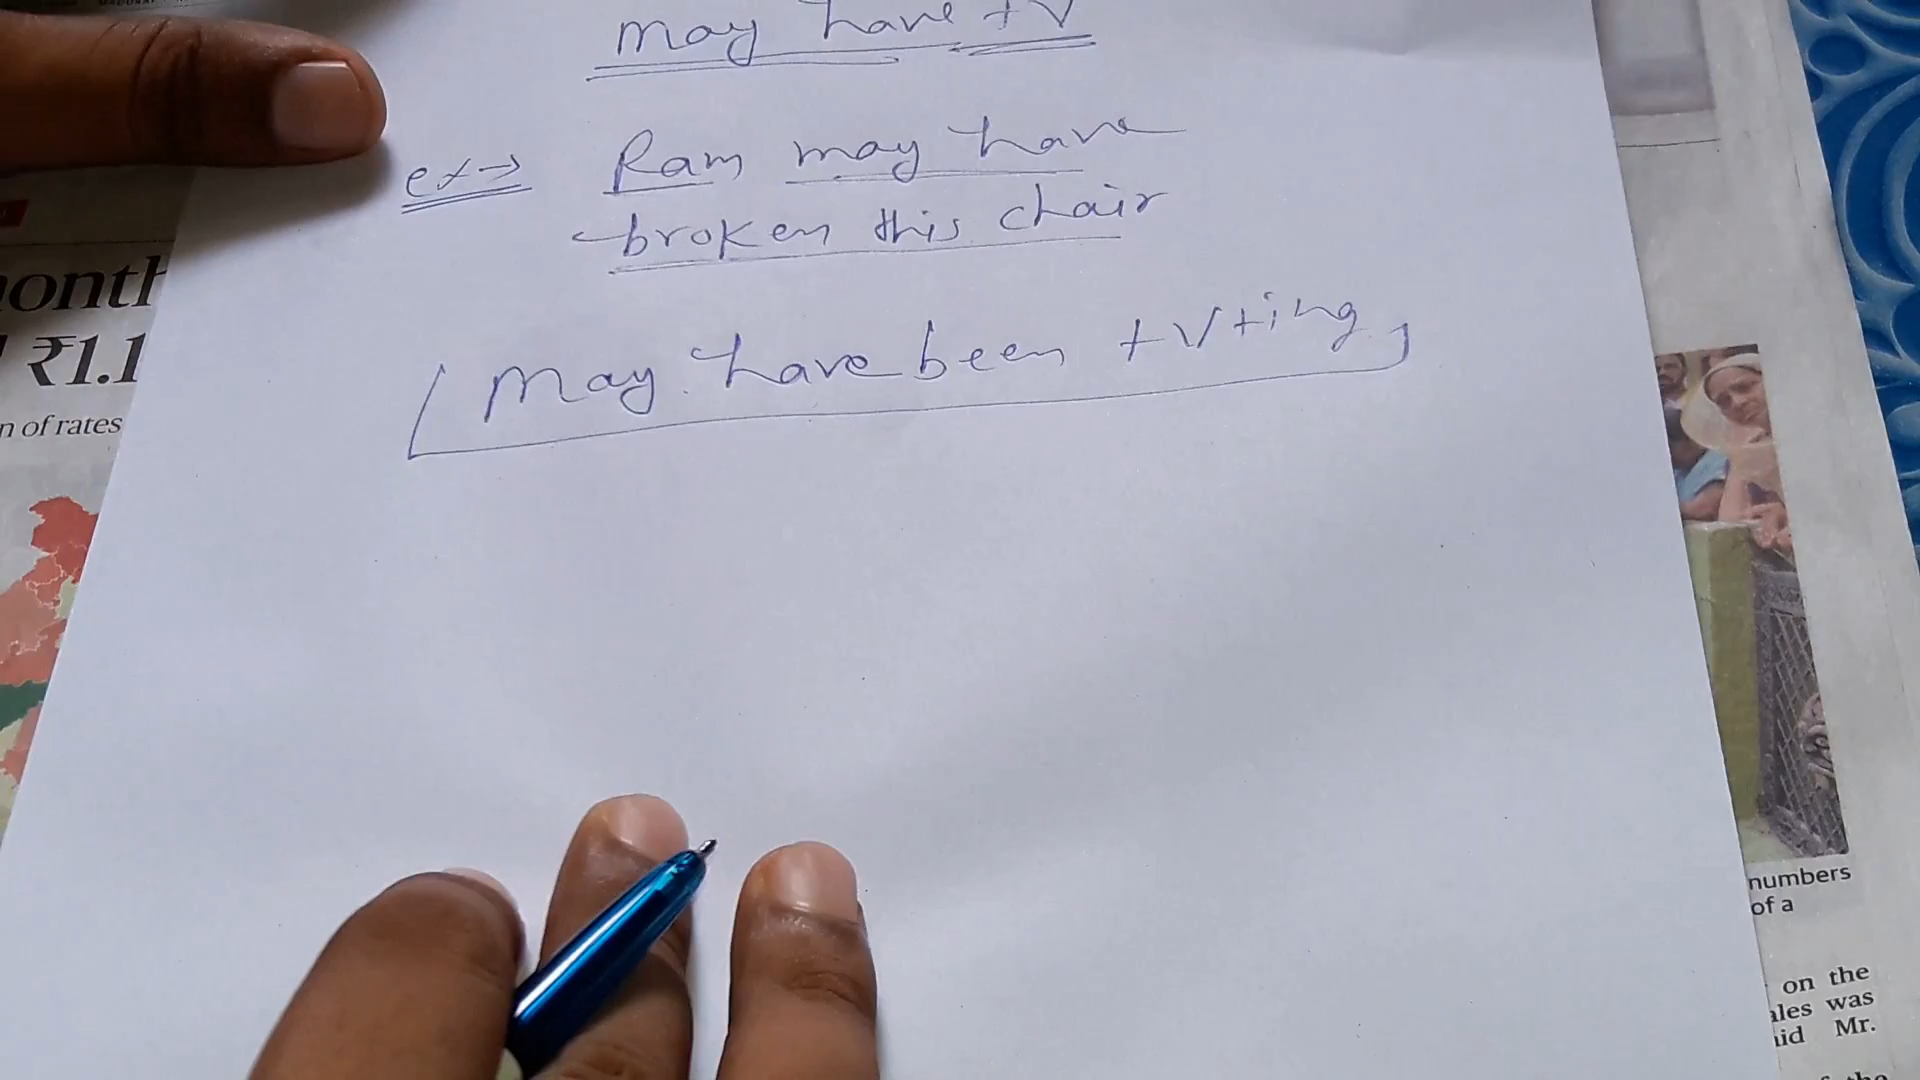 may have + V
ex→ Ram may have
broken this chair
May have been + V + ing
onth
₹1.1
n of rates
numbers
of a
on the
ales was
aid Mr.